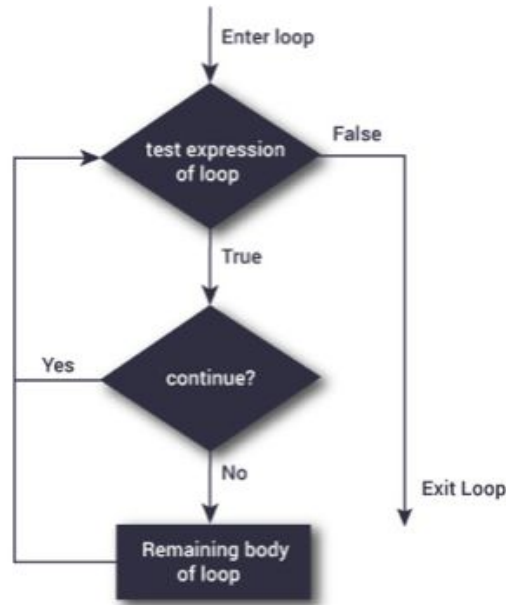 Enter loop
test expression
of loop
False
True
Yes
continue?
No
Exit Loop
Remaining body
of loop